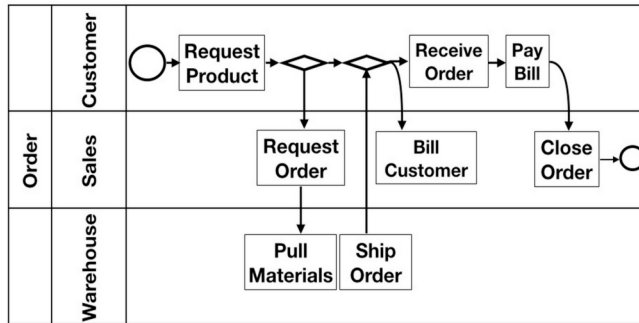 Order
Customer
Request
Product
Receive
Order
Pay
Bill
Sales
Request
Order
Bill
Customer
Close
Order
Warehouse
Pull
Materials
Ship
Order